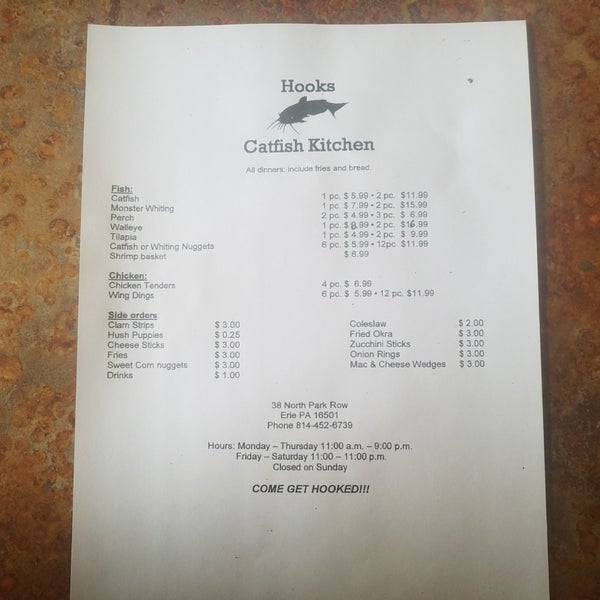 Hooks
Catfish Kitchen
All dinners: include fries and bread.
Fish:
Catfish 1 pc. $ 5.99 • 2 pc. $11.99
Monster Whiting 1 pc. $ 7.99 • 2 pc. $15.99
Perch 2 pc. $ 4.99 • 3 pc. $ 6.99
Walleye 1 pc. $ 8.99 • 2 pc. $16.99
Tilapia 1 pc. $ 4.99 • 2 pc. $ 9.99
Catfish or Whiting Nuggets 6 pc. $ 5.99 • 12pc $11.99
Shrimp basket $ 6.99
Chicken:
Chicken Tenders 4 pc. $ 6.99
Wing Dings 6 pc. $ 5.99 • 12 pc. $11.99
Side orders
Clam Strips $ 3.00 Coleslaw $ 2.00
Hush Puppies $ 0.25 Fried Okra $ 3.00
Cheese Sticks $ 3.00 Zucchini Sticks $ 3.00
Fries $ 3.00 Onion Rings $ 3.00
Sweet Corn nuggets $ 3.00 Mac & Cheese Wedges $ 3.00
Drinks $ 1.00
38 North Park Row
Erie PA 16501
Phone 814-452-6739
Hours: Monday – Thursday 11:00 a.m. – 9:00 p.m.
Friday – Saturday 11:00 – 11:00 p.m.
Closed on Sunday
COME GET HOOKED!!!